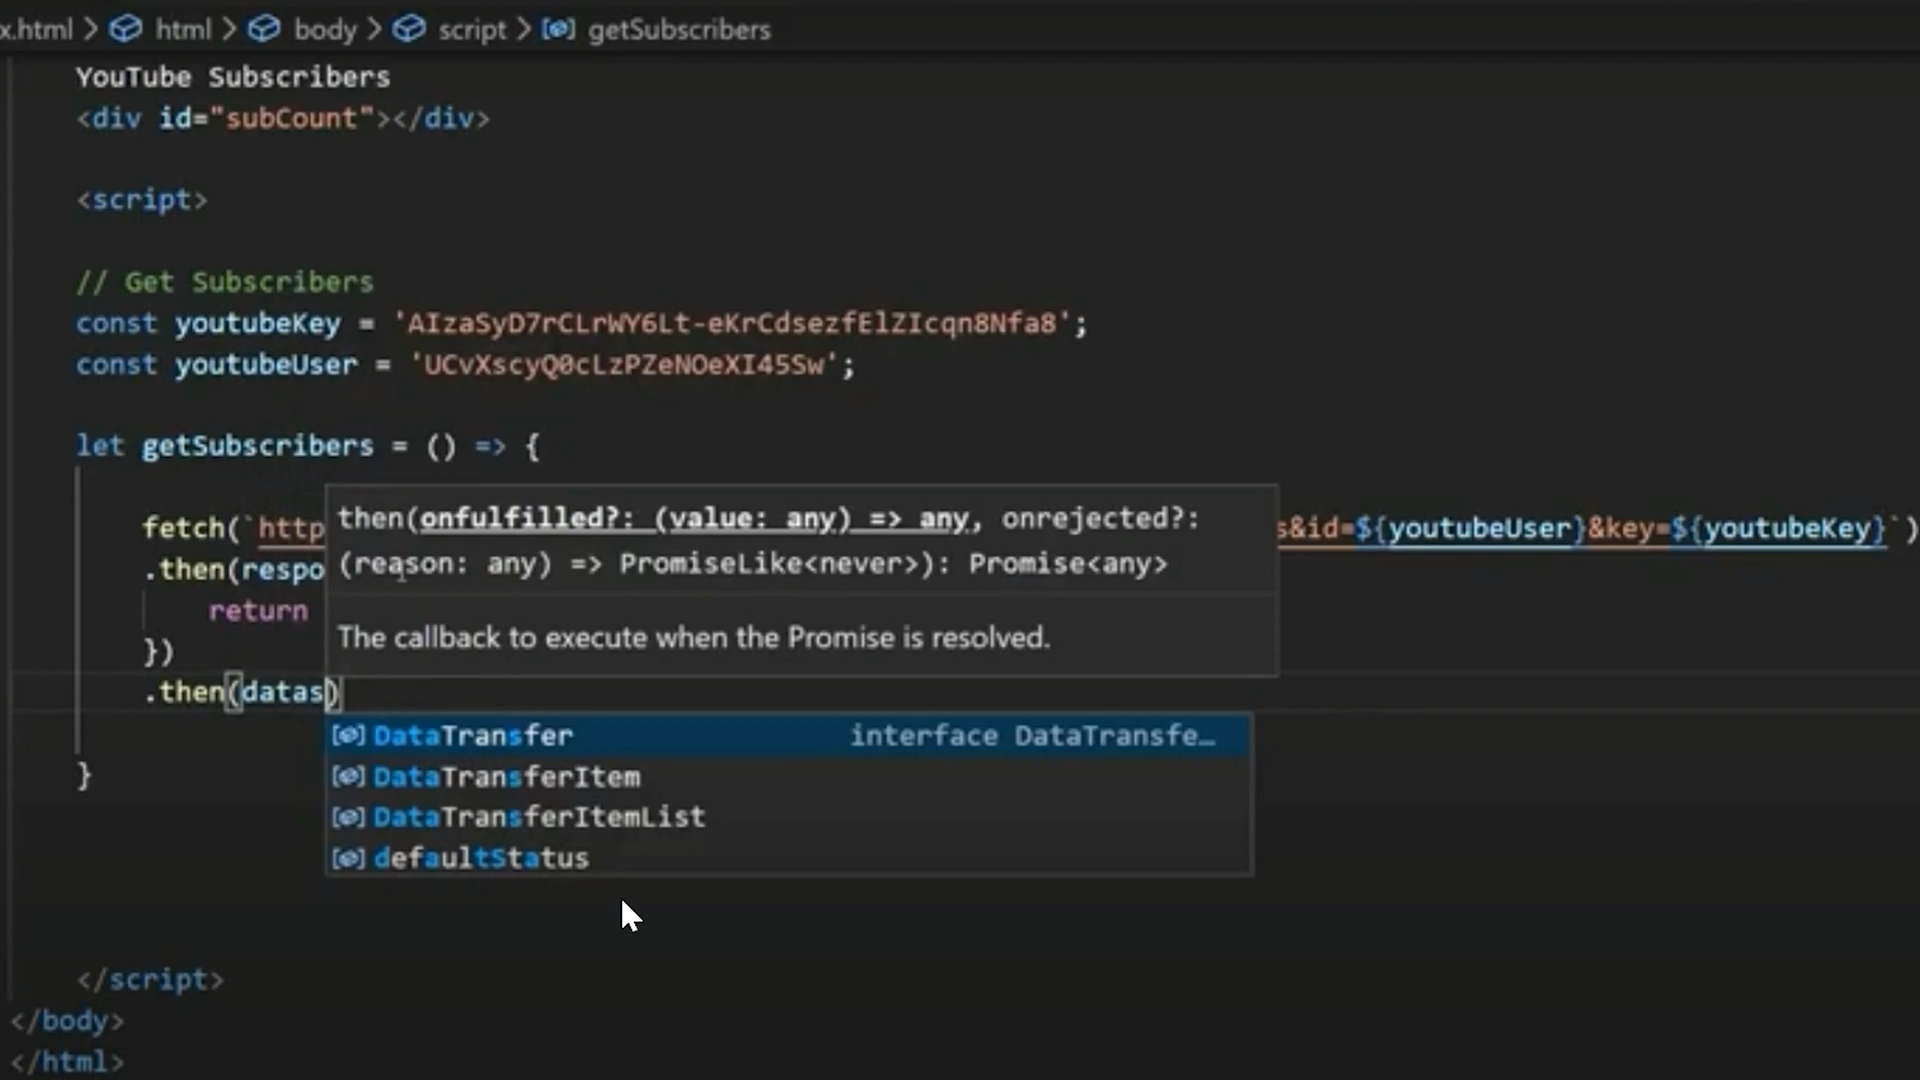 x.html > html > body > script > getSubscribers
YouTube Subscribers
<div id="subCount"></div>
<script>
// Get Subscribers
const youtubeKey = 'AIzaSyD7rCLrWY6Lt-eKrCdsezfElZIcqn8Nfa8';
const youtubeUser = 'UCvXscyQ0cLzPZeNOeXI45Sw';
let getSubscribers = () => {
then(onfulfilled?: (value: any) => any, onrejected?:
fetch(`http s&id=${youtubeUser}&key=${youtubeKey}`)
(reason: any) => PromiseLike<never>): Promise<any>
.then(respo
return
The callback to execute when the Promise is resolved.
})
.then(datas)
DataTransfer interface DataTransfe…
DataTransferItem
}
DataTransferItemList
defaultStatus
</script>
</body>
</html>